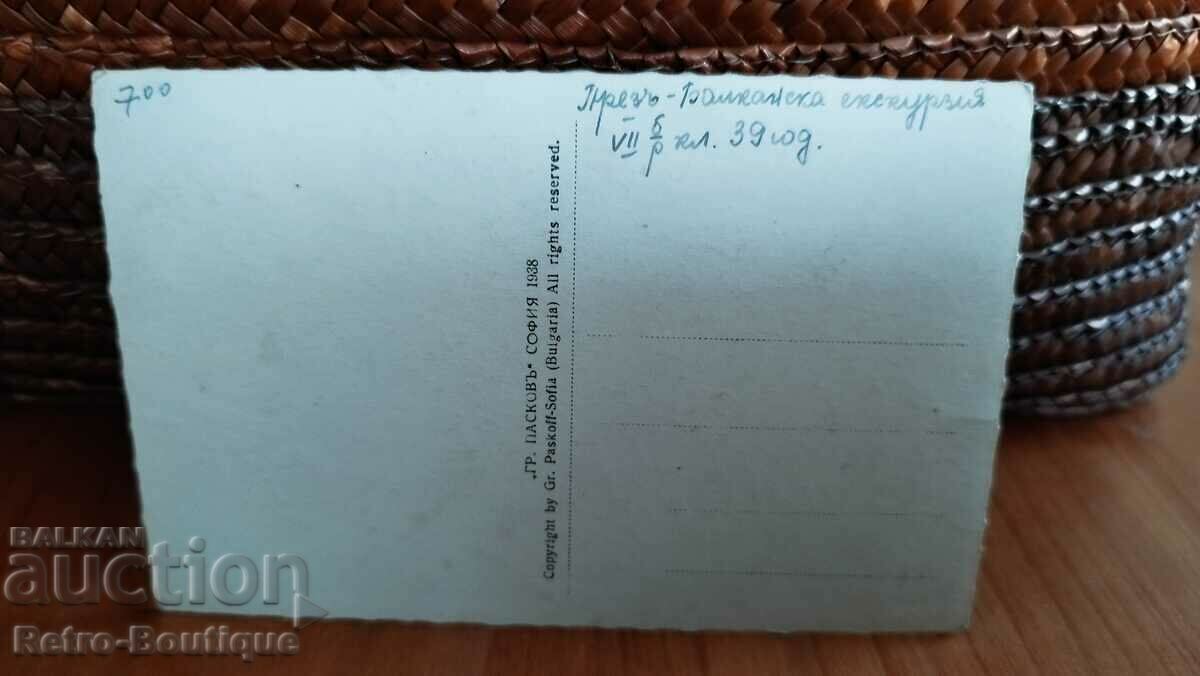 7⁰⁰
Презъ-Балканска екскурзия
VII б/р кл. 39 год.
„ГР. ПАСКОВЪ“ СОФИЯ 1938
Copyright by Gr. Paskoff-Sofia (Bulgaria) All rights reserved.
BALKAN
auction
Retro-Boutique